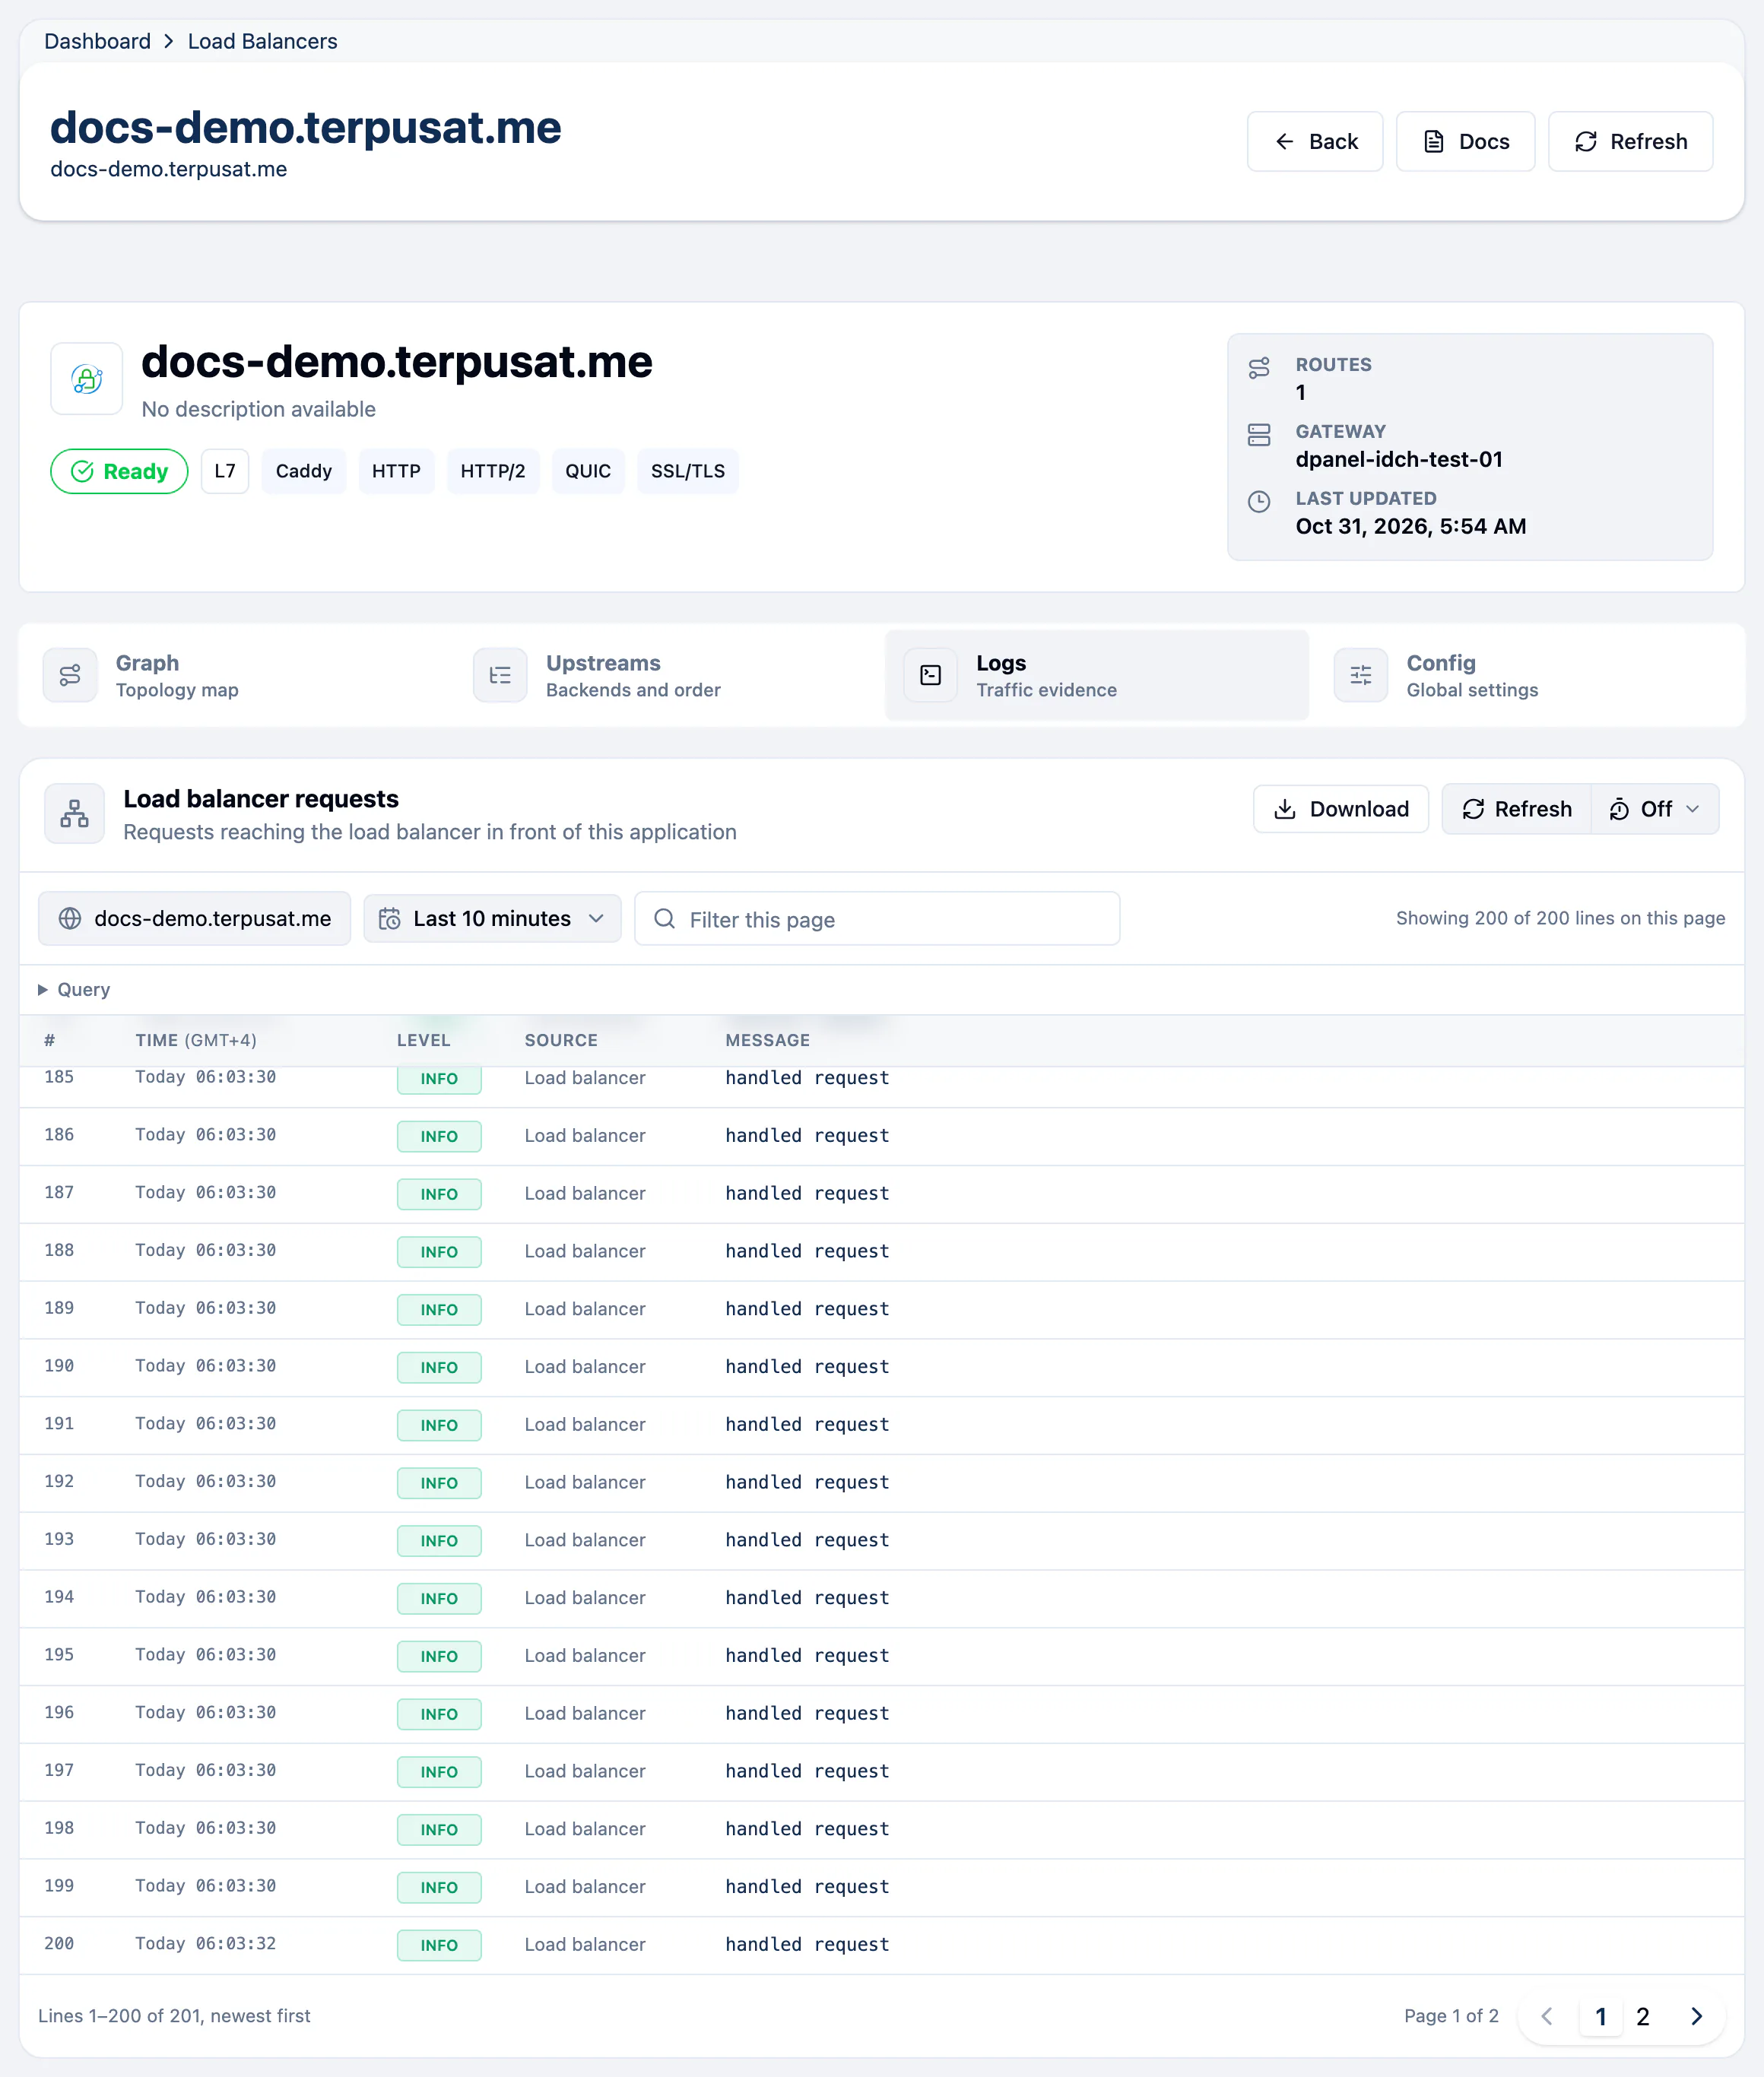 Dashboard > Load Balancers
docs-demo.terpusat.me
docs-demo.terpusat.me
Back
Docs
Refresh
docs-demo.terpusat.me
No description available
Ready
L7
Caddy
HTTP
HTTP/2
QUIC
SSL/TLS
ROUTES
1
GATEWAY
dpanel-idch-test-01
LAST UPDATED
Oct 31, 2026, 5:54 AM
Graph
Topology map
Upstreams
Backends and order
Logs
Traffic evidence
Config
Global settings
Load balancer requests
Requests reaching the load balancer in front of this application
Download
Refresh
Off
docs-demo.terpusat.me
Last 10 minutes
Filter this page
Showing 200 of 200 lines on this page
Query
# TIME (GMT+4) LEVEL SOURCE MESSAGE
185 Today 06:03:30 INFO Load balancer handled request
186 Today 06:03:30 INFO Load balancer handled request
187 Today 06:03:30 INFO Load balancer handled request
188 Today 06:03:30 INFO Load balancer handled request
189 Today 06:03:30 INFO Load balancer handled request
190 Today 06:03:30 INFO Load balancer handled request
191 Today 06:03:30 INFO Load balancer handled request
192 Today 06:03:30 INFO Load balancer handled request
193 Today 06:03:30 INFO Load balancer handled request
194 Today 06:03:30 INFO Load balancer handled request
195 Today 06:03:30 INFO Load balancer handled request
196 Today 06:03:30 INFO Load balancer handled request
197 Today 06:03:30 INFO Load balancer handled request
198 Today 06:03:30 INFO Load balancer handled request
199 Today 06:03:30 INFO Load balancer handled request
200 Today 06:03:32 INFO Load balancer handled request
Lines 1–200 of 201, newest first
Page 1 of 2
1 2